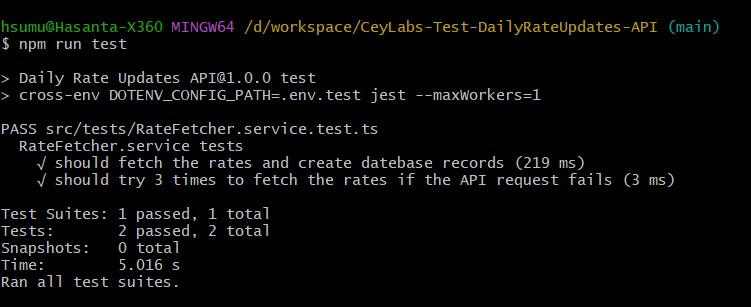 hsumu@Hasanta-X360 MINGW64 /d/workspace/CeyLabs-Test-DailyRateUpdates-API (main)
$ npm run test
> Daily Rate Updates API@1.0.0 test
> cross-env DOTENV_CONFIG_PATH=.env.test jest --maxWorkers=1
PASS src/tests/RateFetcher.service.test.ts
RateFetcher.service tests
√ should fetch the rates and create datebase records (219 ms)
√ should try 3 times to fetch the rates if the API request fails (3 ms)
Test Suites: 1 passed, 1 total
Tests: 2 passed, 2 total
Snapshots: 0 total
Time: 5.016 s
Ran all test suites.